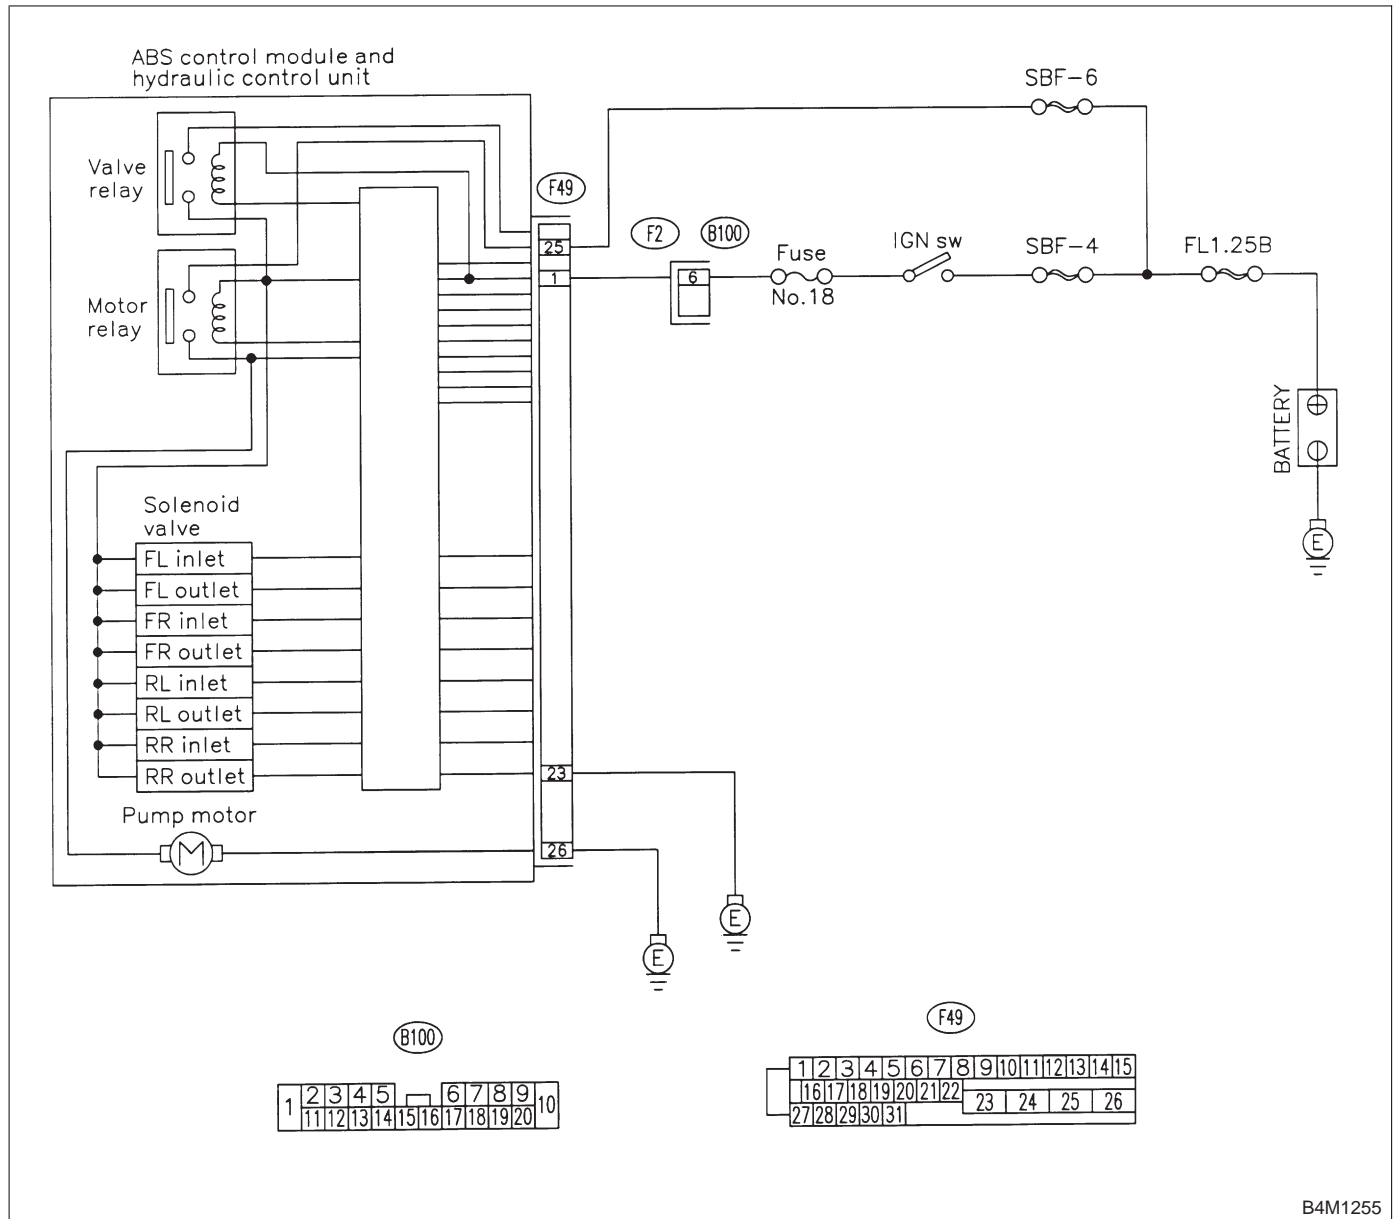 ABS control module and
hydraulic control unit
SBF-6
Valve
relay
F49
F2
B100
25
1
6
Fuse
No.18
IGN sw
SBF-4
FL1.25B
Motor
relay
BATTERY
E
Solenoid
valve
FL inlet
FL outlet
FR inlet
FR outlet
RL inlet
RL outlet
RR inlet
RR outlet
23
Pump motor
M
26
E
E
B100
F49
1 2 3 4 5 6 7 8 9 10
11 12 13 14 15 16 17 18 19 20
1 2 3 4 5 6 7 8 9 10 11 12 13 14 15
16 17 18 19 20 21 22 23 24 25 26
27 28 29 30 31
B4M1255